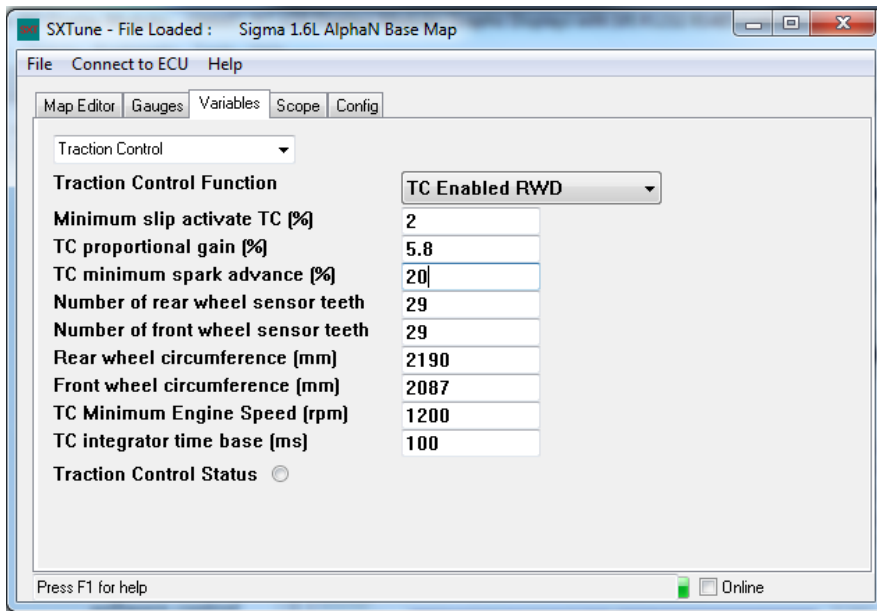 SXTune - File Loaded :    Sigma 1.6L AlphaN Base Map
File  Connect to ECU  Help
Map Editor  Gauges  Variables  Scope  Config
Traction Control
Traction Control Function  TC Enabled RWD
Minimum slip activate TC (%)  2
TC proportional gain (%)  5.8
TC minimum spark advance (%)  20
Number of rear wheel sensor teeth  29
Number of front wheel sensor teeth  29
Rear wheel circumference (mm)  2190
Front wheel circumference (mm)  2087
TC Minimum Engine Speed (rpm)  1200
TC integrator time base (ms)  100
Traction Control Status
Press F1 for help  Online